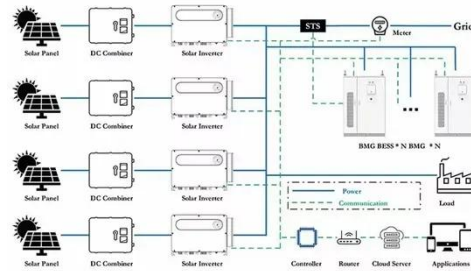 STS
Meter
Grid
Solar Panel
DC Combiner
Solar Inverter
Solar Panel
DC Combiner
Solar Inverter
BMG BESS * N BMG * N
Solar Panel
DC Combiner
Solar Inverter
Power
Communication
Load
Solar Panel
DC Combiner
Solar Inverter
Controller
Router
Cloud Server
Applications